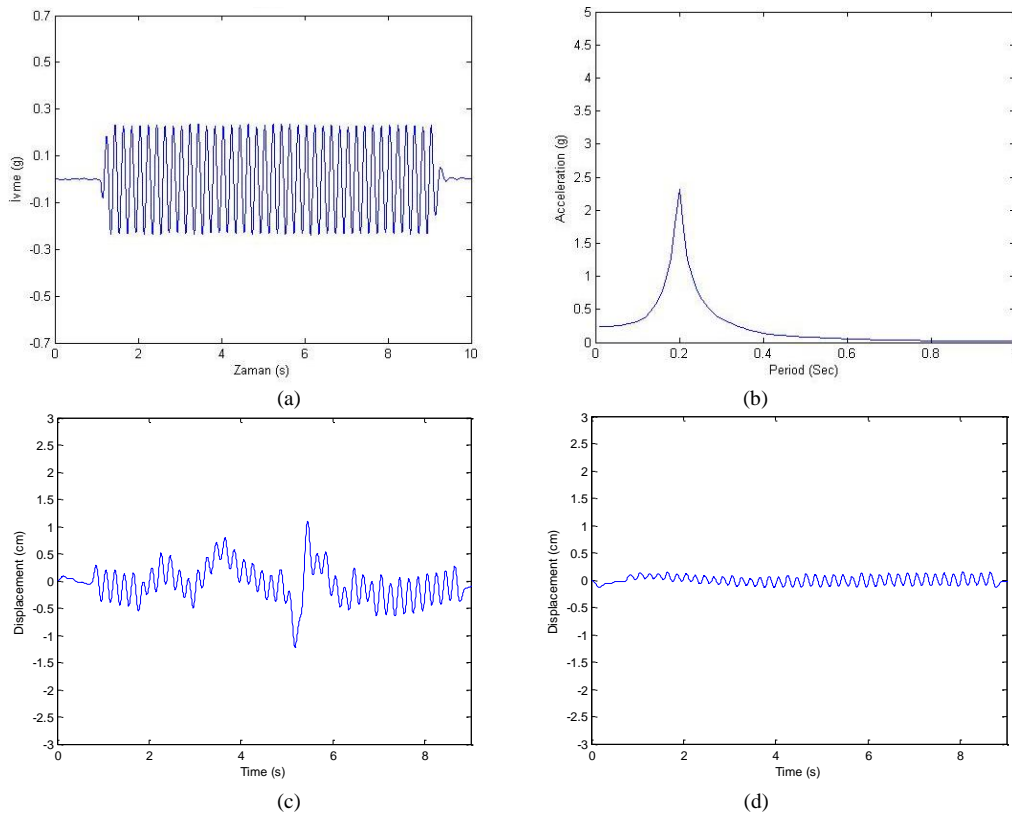 0.7
0.5
0.3
0.1
-0.1
-0.3
-0.5
-0.7
İvme (g)
0 2 4 6 8 10
Zaman (s)
(a)
5
4.5
4
3.5
3
2.5
2
1.5
1
0.5
0
Acceleration (g)
0 0.2 0.4 0.6 0.8
Period (Sec)
(b)
3
2.5
2
1.5
1
0.5
0
-0.5
-1
-1.5
-2
-2.5
-3
Displacement (cm)
0 2 4 6 8
Time (s)
(c)
3
2.5
2
1.5
1
0.5
0
-0.5
-1
-1.5
-2
-2.5
-3
Displacement (cm)
0 2 4 6 8
Time (s)
(d)